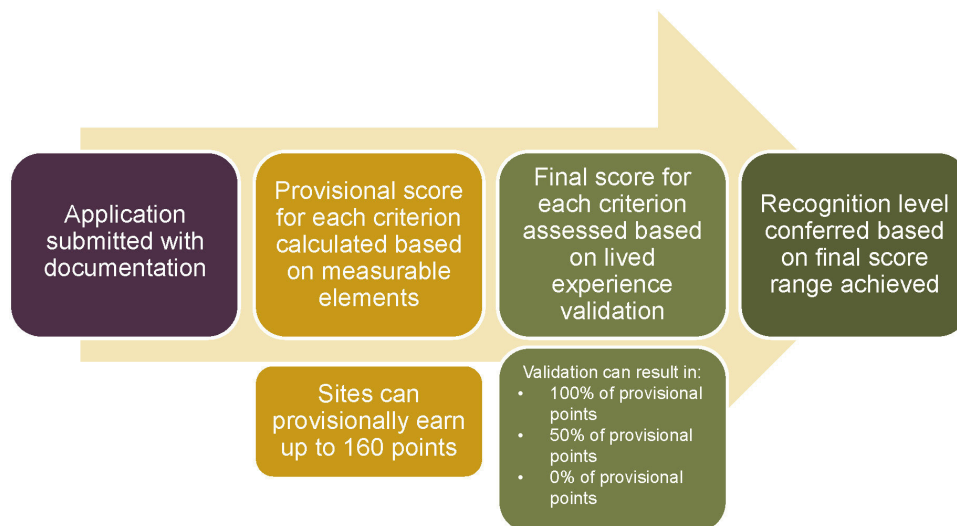 Application
submitted with
documentation
Provisional score
for each criterion
calculated based
on measurable
elements
Final score for
each criterion
assessed based
on lived
experience
validation
Recognition level
conferred based
on final score
range achieved
Sites can
provisionally earn
up to 160 points
Validation can result in:
• 100% of provisional
points
• 50% of provisional
points
• 0% of provisional
points